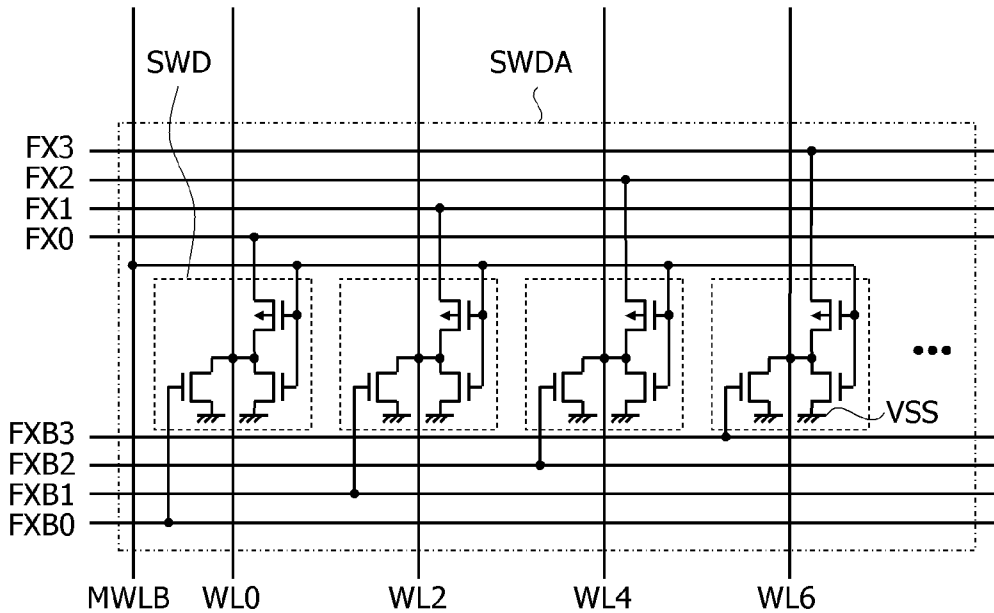 SWD
SWDA
FX3
FX2
FX1
FX0
•••
VSS
FXB3
FXB2
FXB1
FXB0
MWLB
WL0
WL2
WL4
WL6